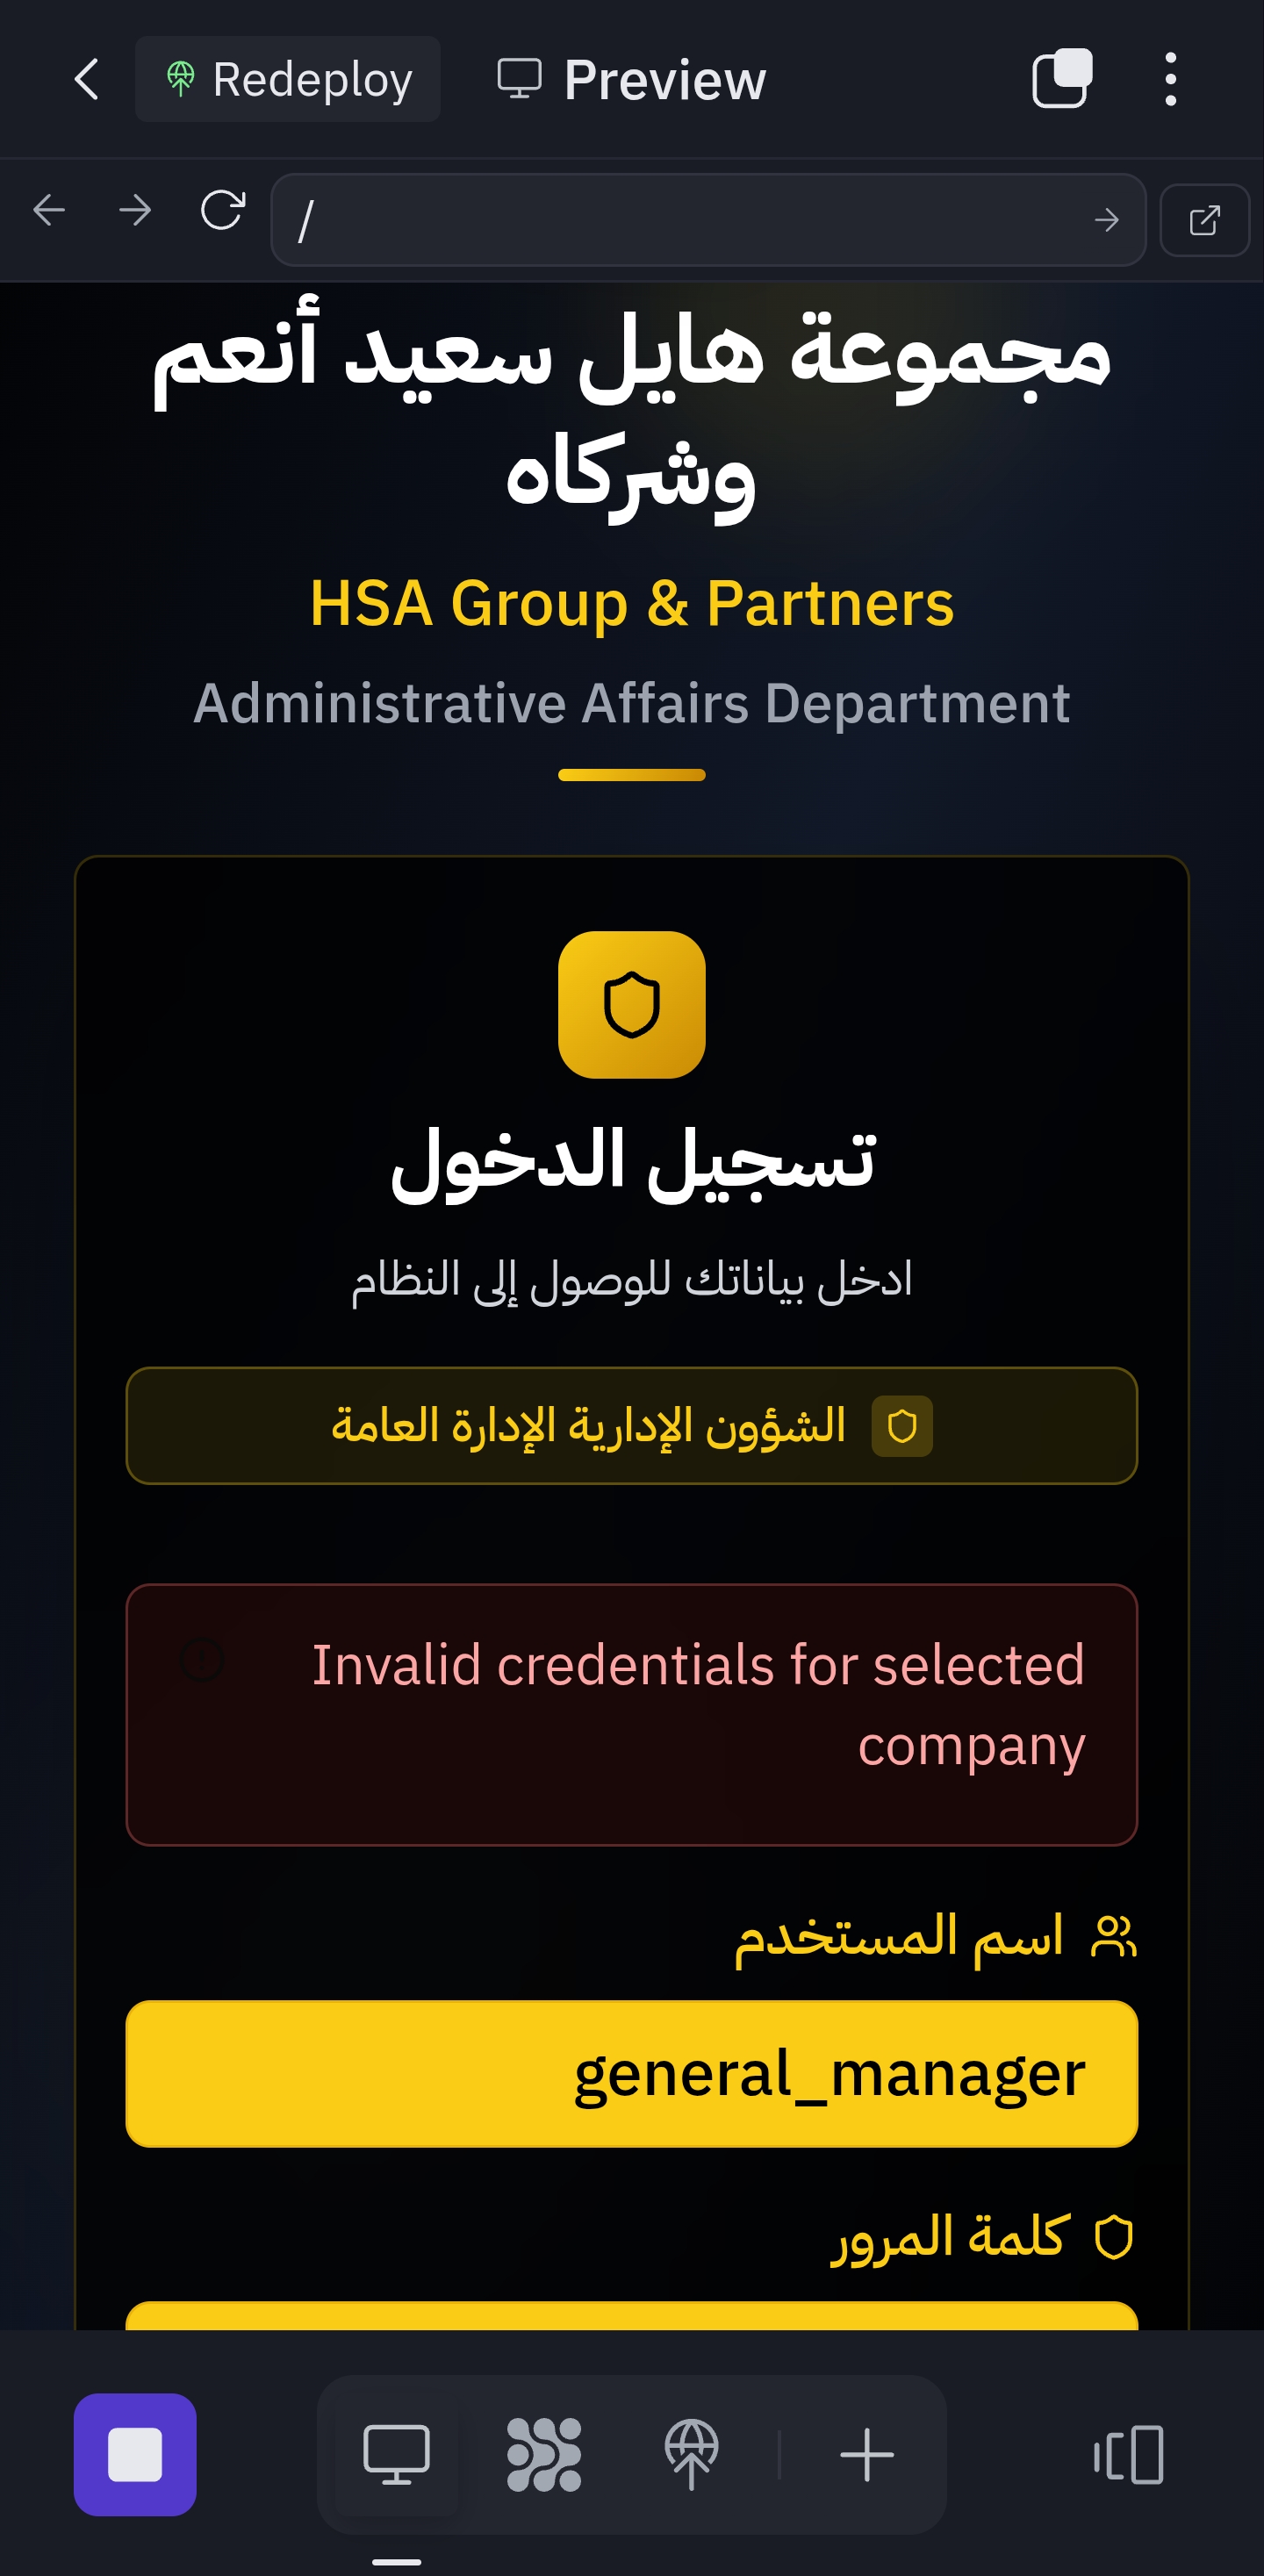 Redeploy
Preview
/
مجموعة هايل سعيد أنعم
وشركاه
HSA Group & Partners
Administrative Affairs Department
تسجيل الدخول
ادخل بياناتك للوصول إلى النظام
الشؤون الإدارية الإدارة العامة
Invalid credentials for selected
company
اسم المستخدم
general_manager
كلمة المرور